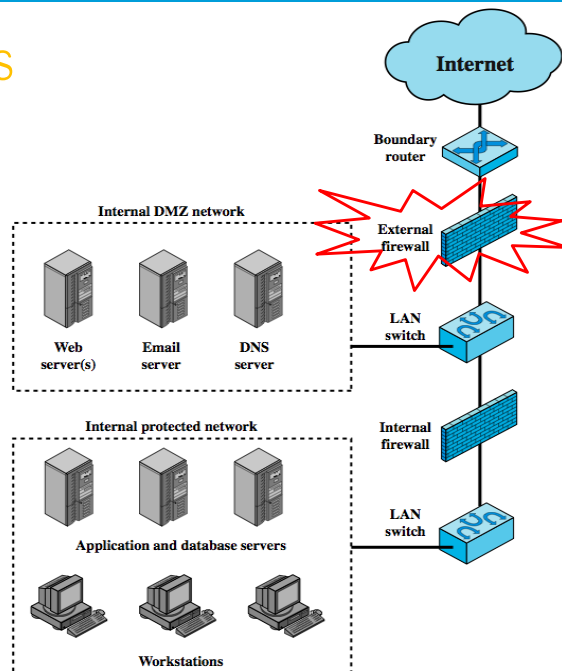 s
Internet
Boundary
router
Internal DMZ network
External
firewall
Web
server(s)
Email
server
DNS
server
LAN
switch
Internal protected network
Internal
firewall
LAN
switch
Application and database servers
Workstations